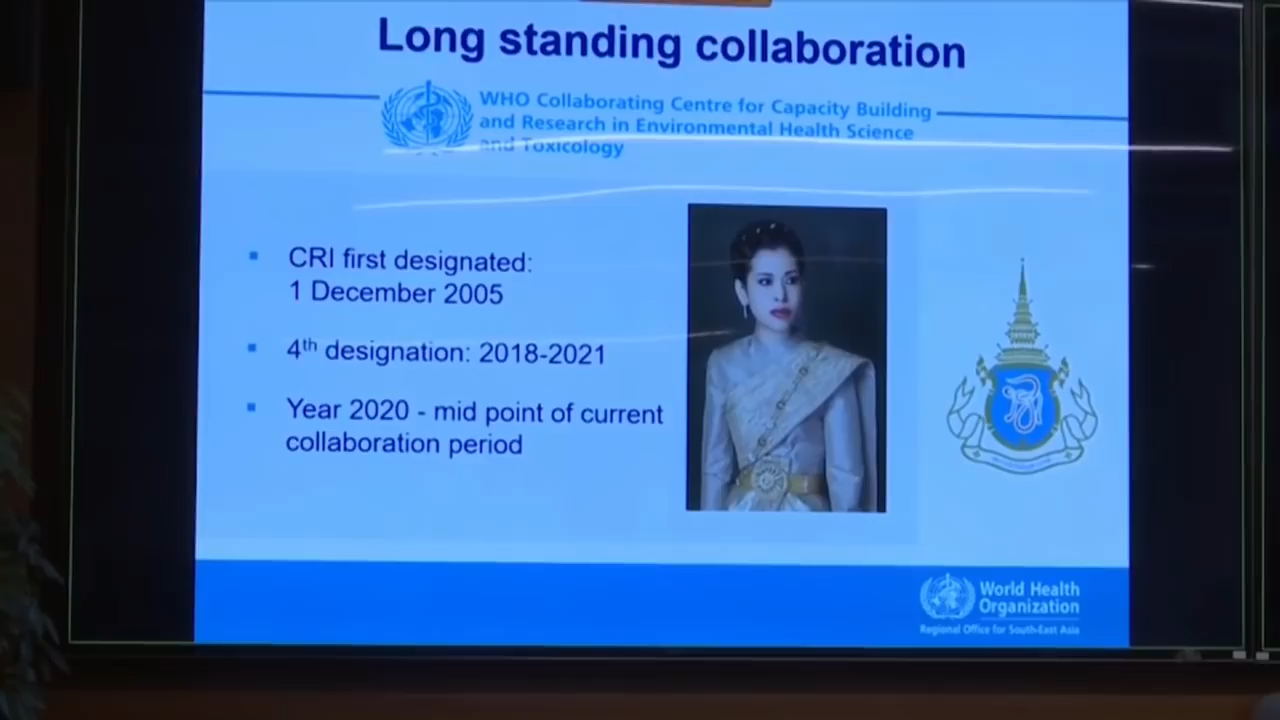 Long standing collaboration
WHO Collaborating Centre for Capacity Building
and Research in Environmental Health Science
and Toxicology
CRI first designated:
1 December 2005
4th designation: 2018-2021
Year 2020 - mid point of current
collaboration period
World Health
Organization
Regional Office for South-East Asia